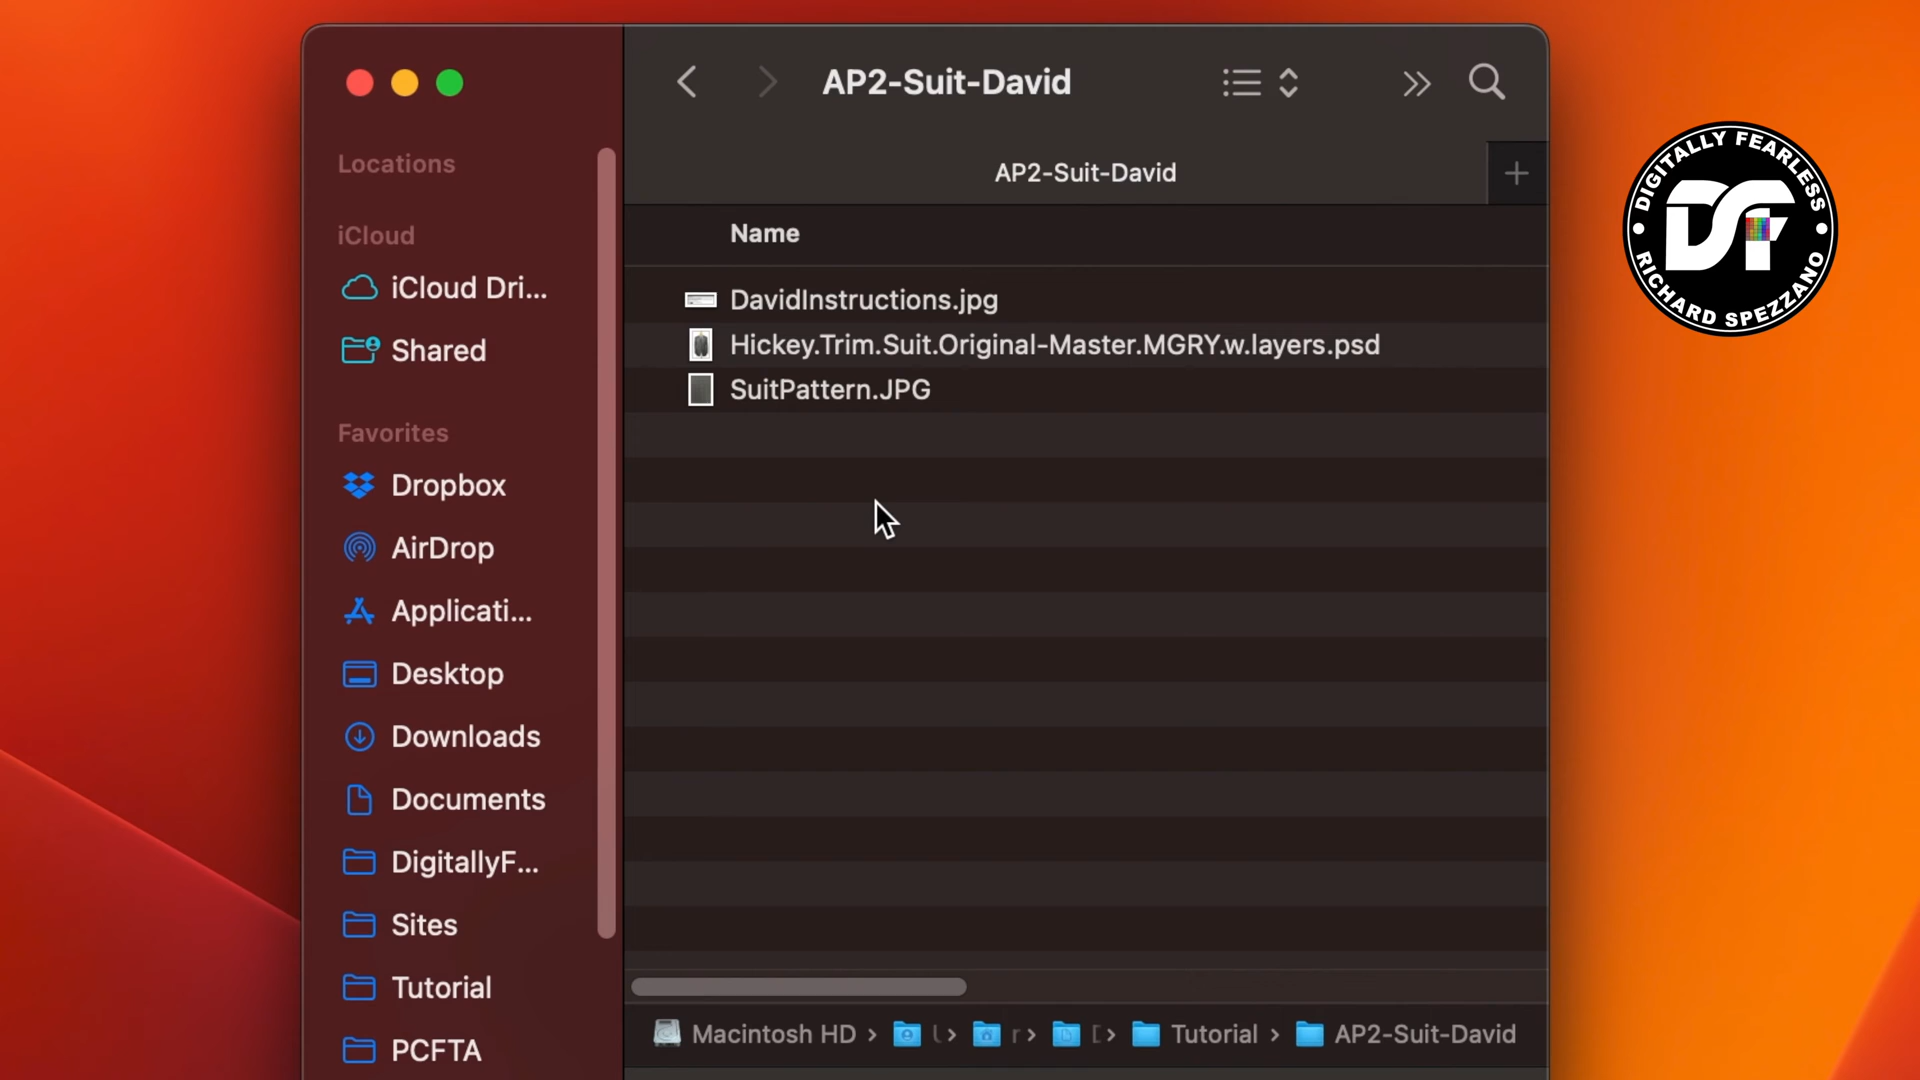 AP2-Suit-David
AP2-Suit-David
Locations
iCloud
iCloud Dri...
Shared
Favorites
Dropbox
AirDrop
Applicati...
Desktop
Downloads
Documents
DigitallyF...
Sites
Tutorial
PCFTA
Name
DavidInstructions.jpg
Hickey.Trim.Suit.Original-Master.MGRY.w.layers.psd
SuitPattern.JPG
Macintosh HD › › › › Tutorial › AP2-Suit-David
DIGITALLY FEARLESS
DF
RICHARD SPEZZANO